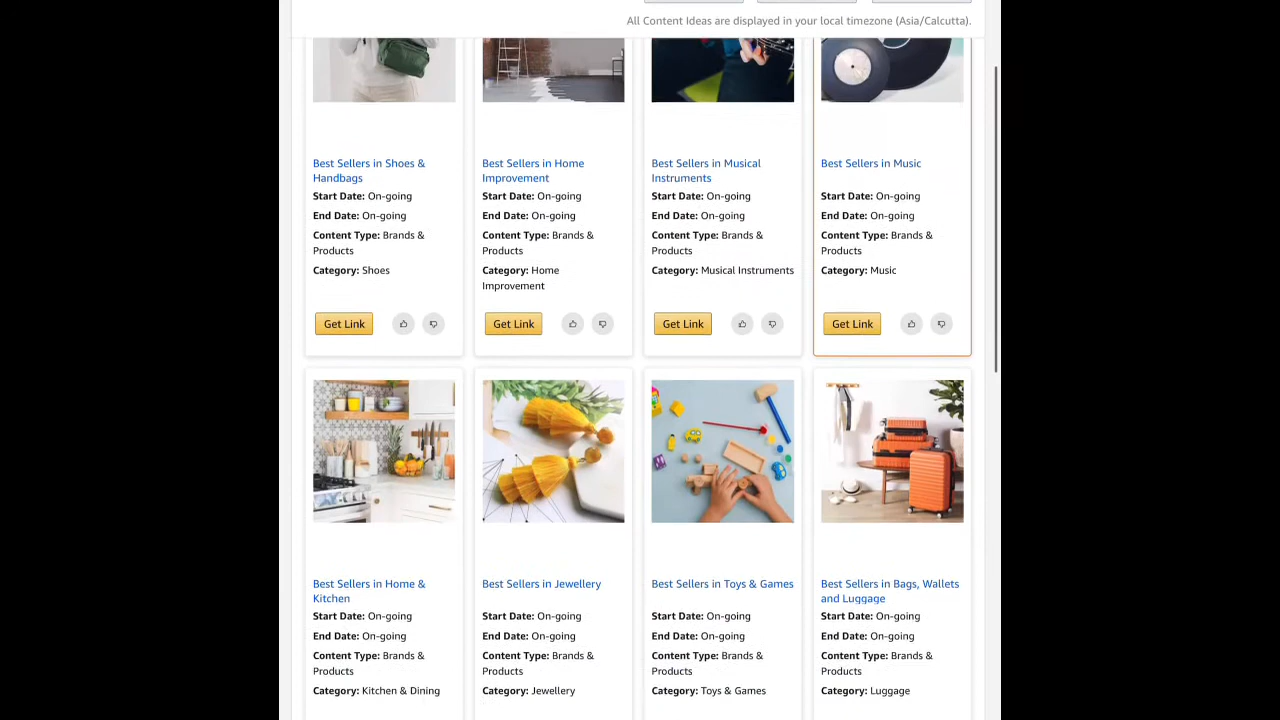 All Content Ideas are displayed in your local timezone (Asia/Calcutta).
Best Sellers in Shoes &
Handbags
Start Date: On-going
End Date: On-going
Content Type: Brands &
Products
Category: Shoes
Get Link
Best Sellers in Home
Improvement
Start Date: On-going
End Date: On-going
Content Type: Brands &
Products
Category: Home
Improvement
Get Link
Best Sellers in Musical
Instruments
Start Date: On-going
End Date: On-going
Content Type: Brands &
Products
Category: Musical Instruments
Get Link
Best Sellers in Music
Start Date: On-going
End Date: On-going
Content Type: Brands &
Products
Category: Music
Get Link
Best Sellers in Home &
Kitchen
Start Date: On-going
End Date: On-going
Content Type: Brands &
Products
Category: Kitchen & Dining
Best Sellers in Jewellery
Start Date: On-going
End Date: On-going
Content Type: Brands &
Products
Category: Jewellery
Best Sellers in Toys & Games
Start Date: On-going
End Date: On-going
Content Type: Brands &
Products
Category: Toys & Games
Best Sellers in Bags, Wallets
and Luggage
Start Date: On-going
End Date: On-going
Content Type: Brands &
Products
Category: Luggage